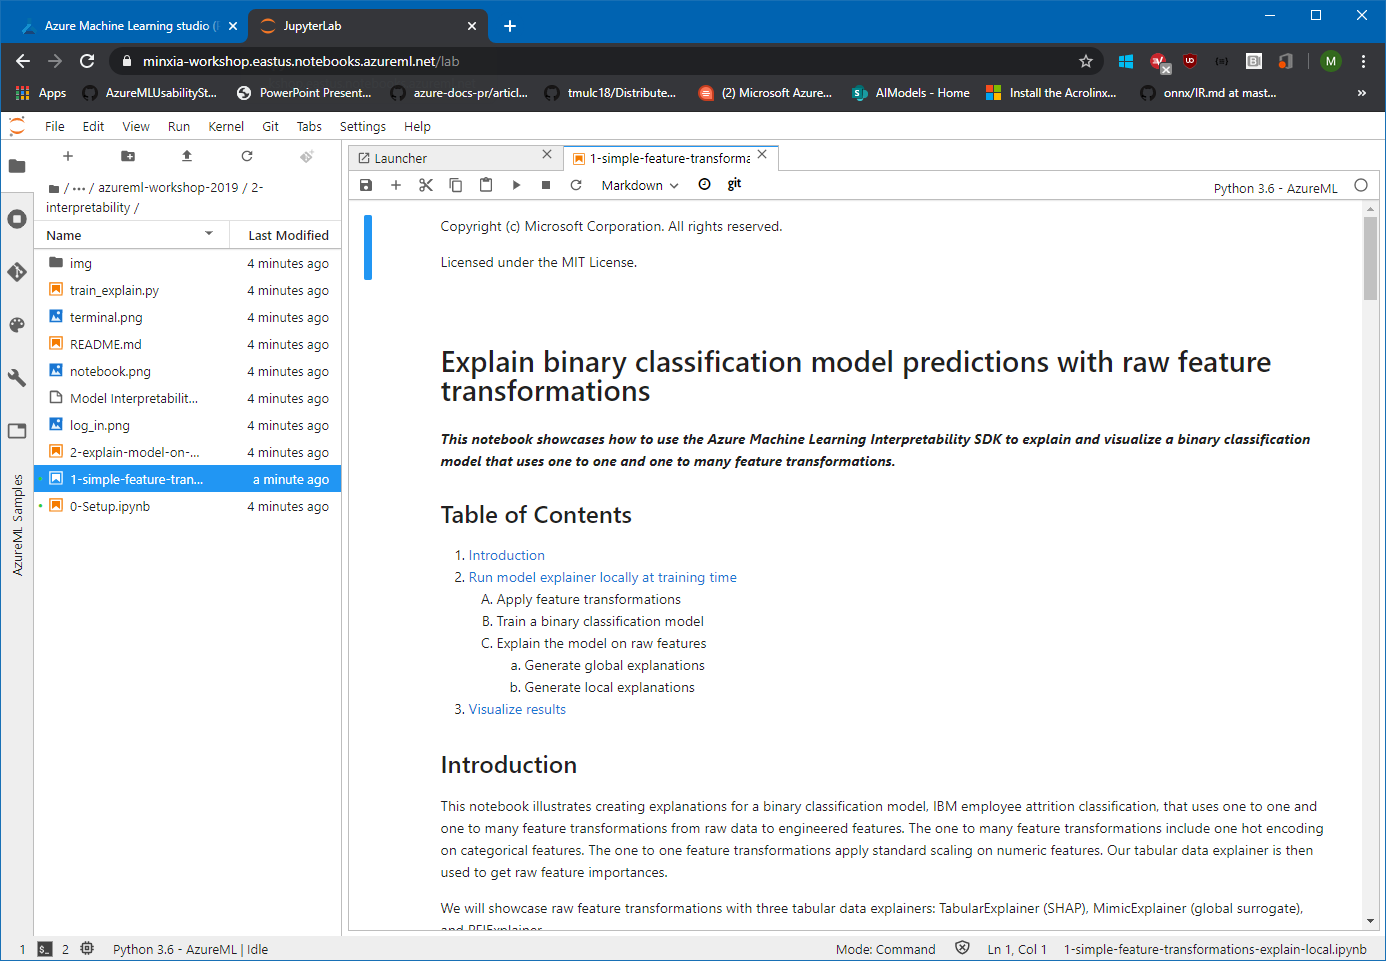 Azure Machine Learning studio (
JupyterLab
minxia-workshop.eastus.notebooks.azureml.net/lab
M
Apps
AzureMLUsabilitySt...
PowerPoint Present...
azure-docs-pr/articl...
tmulc18/Distribute...
(2) Microsoft Azure...
AIModels - Home
Install the Acrolinx...
onnx/IR.md at mast...
»
File Edit View Run Kernel Git Tabs Settings Help
/ ··· / azureml-workshop-2019 / 2-
interpretability /
Name Last Modified
img 4 minutes ago
train_explain.py 4 minutes ago
terminal.png 4 minutes ago
README.md 4 minutes ago
notebook.png 4 minutes ago
Model Interpretabilit... 4 minutes ago
log_in.png 4 minutes ago
2-explain-model-on-... 4 minutes ago
1-simple-feature-tran... a minute ago
0-Setup.ipynb 4 minutes ago
AzureML Samples
Launcher
1-simple-feature-transforma
Markdown
git
Python 3.6 - AzureML
Copyright (c) Microsoft Corporation. All rights reserved.
Licensed under the MIT License.
Explain binary classification model predictions with raw feature
transformations
This notebook showcases how to use the Azure Machine Learning Interpretability SDK to explain and visualize a binary classification
model that uses one to one and one to many feature transformations.
Table of Contents
1. Introduction
2. Run model explainer locally at training time
A. Apply feature transformations
B. Train a binary classification model
C. Explain the model on raw features
a. Generate global explanations
b. Generate local explanations
3. Visualize results
Introduction
This notebook illustrates creating explanations for a binary classification model, IBM employee attrition classification, that uses one to one and
one to many feature transformations from raw data to engineered features. The one to many feature transformations include one hot encoding
on categorical features. The one to one feature transformations apply standard scaling on numeric features. Our tabular data explainer is then
used to get raw feature importances.
We will showcase raw feature transformations with three tabular data explainers: TabularExplainer (SHAP), MimicExplainer (global surrogate),
and PFIExplainer
1 2 Python 3.6 - AzureML | Idle
Mode: Command Ln 1, Col 1 1-simple-feature-transformations-explain-local.ipynb